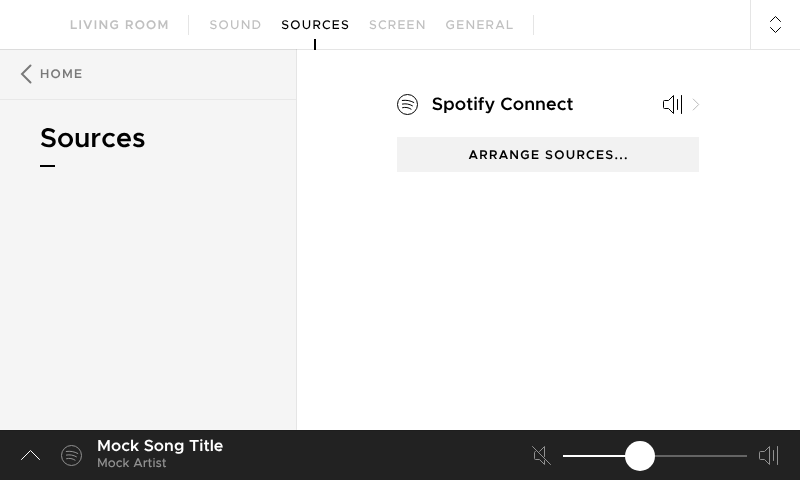 LIVING ROOM SOUND SOURCES SCREEN GENERAL
HOME
Sources
Spotify Connect
ARRANGE SOURCES...
Mock Song Title
Mock Artist